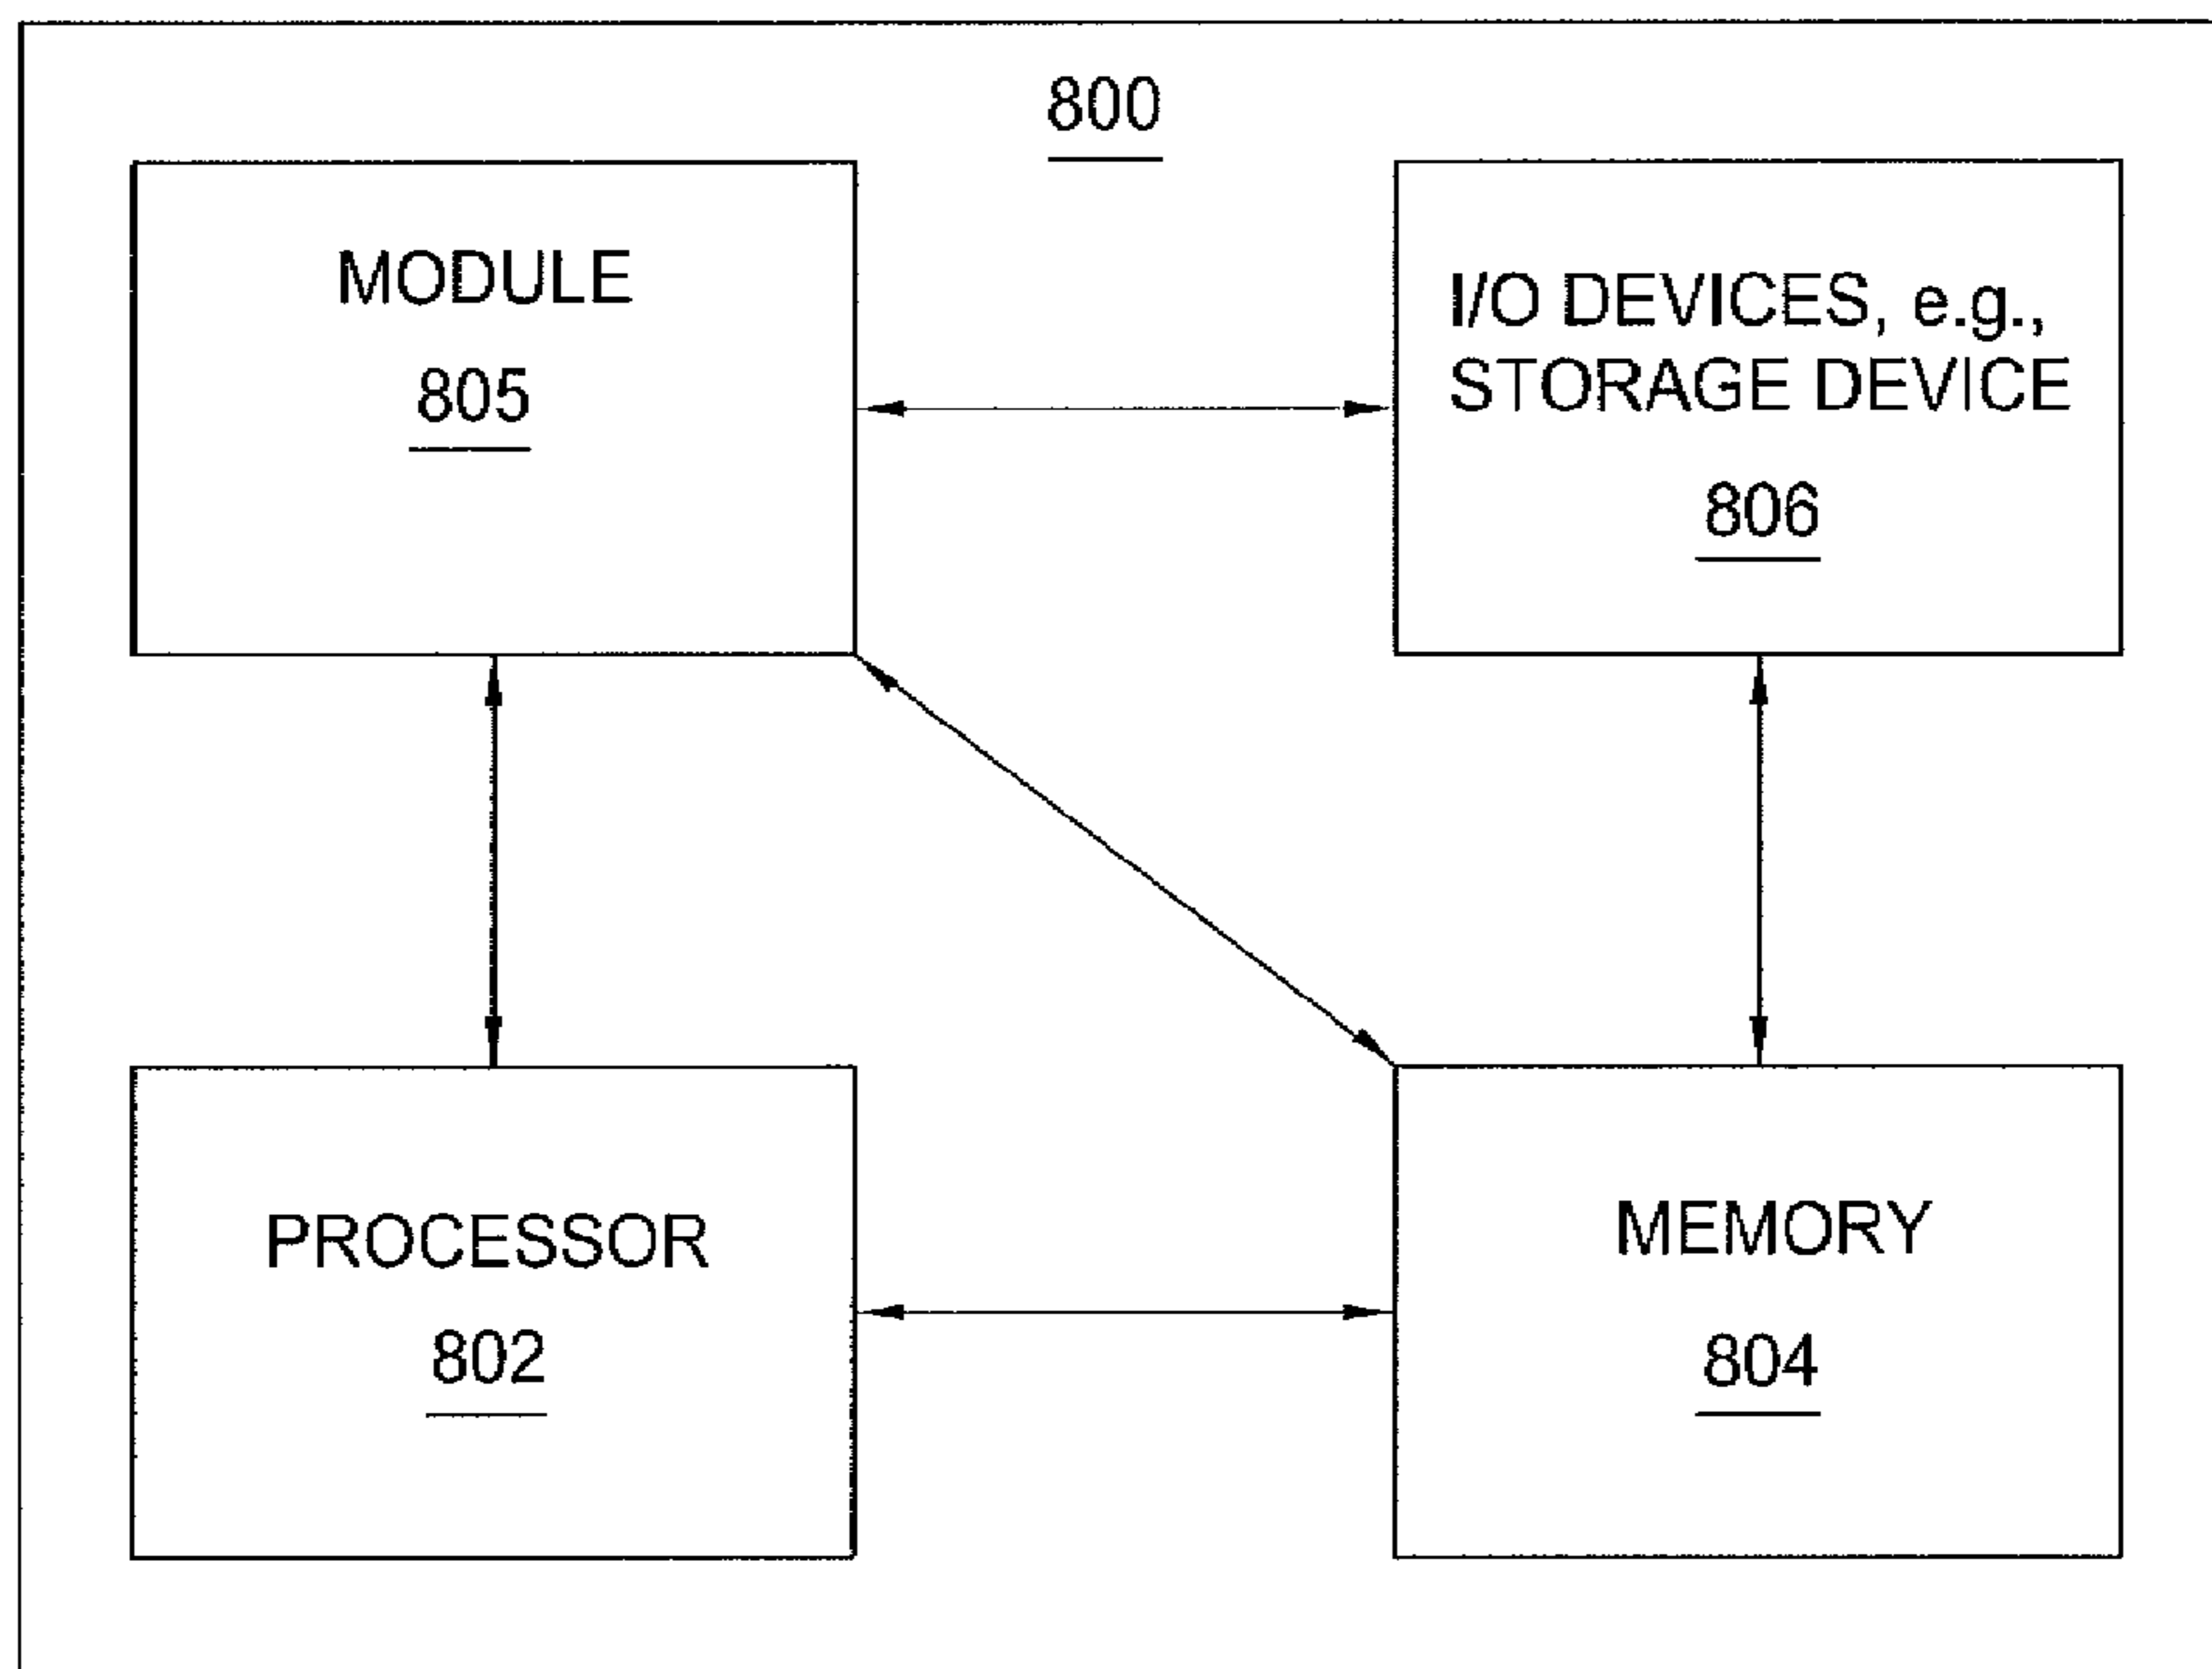 800
MODULE
805
I/O DEVICES, e.g.,
STORAGE DEVICE
806
PROCESSOR
802
MEMORY
804